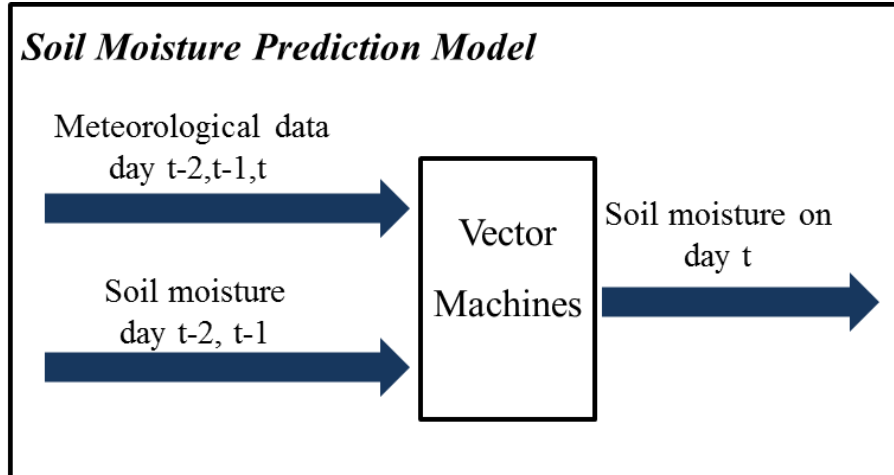 Soil Moisture Prediction Model
Meteorological data
day t-2,t-1,t
Soil moisture
day t-2, t-1
Vector
Machines
Soil moisture on
day t